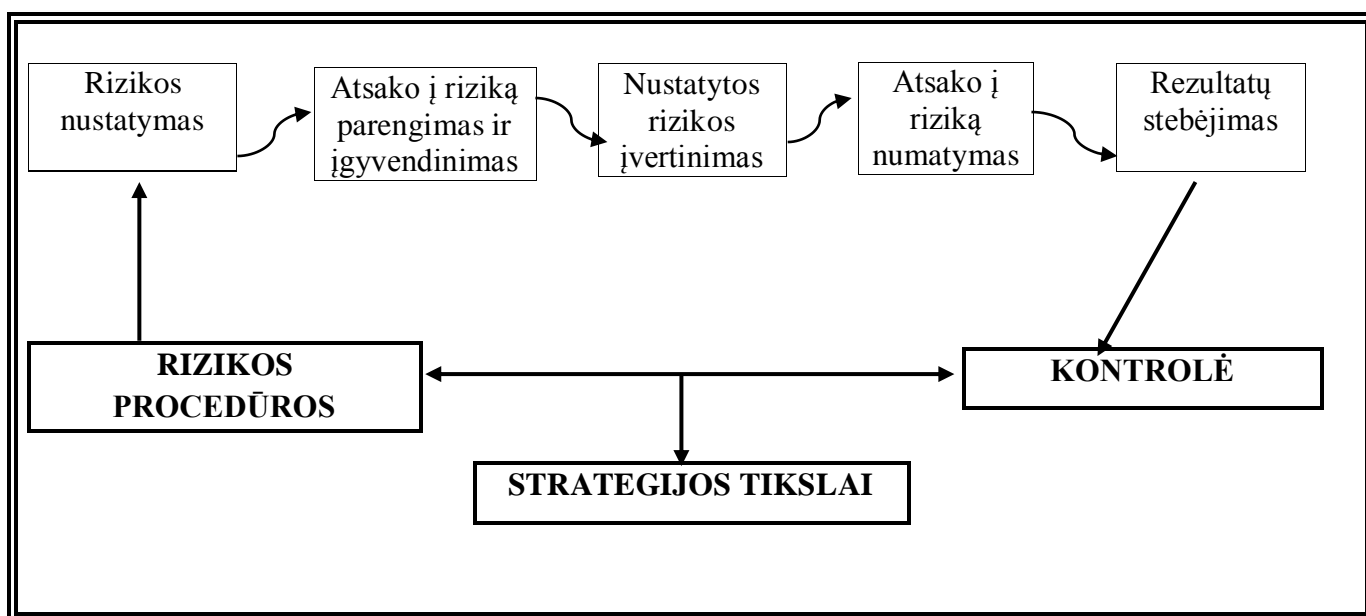 Rizikos
nustatymas
Atsako į riziką
parengimas ir
įgyvendinimas
Nustatytos
rizikos
įvertinimas
Atsako į
riziką
numatymas
Rezultatų
stebėjimas
RIZIKOS
PROCEDŪROS
KONTROLĖ
STRATEGIJOS TIKSLAI